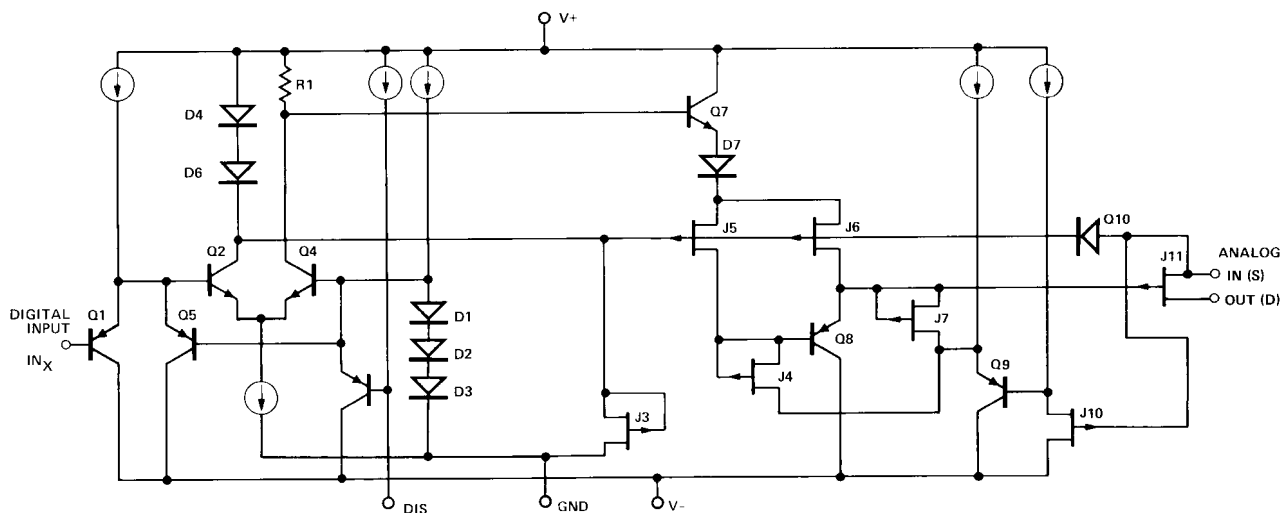 V+
R1
D4
Q7
D7
D6
J5
J6
Q10
Q2
Q4
J11
ANALOG
IN (S)
OUT (D)
DIGITAL
INPUT
INX
Q1
Q5
D1
D2
D3
J7
Q8
J4
Q9
J3
J10
DIS
GND
V-